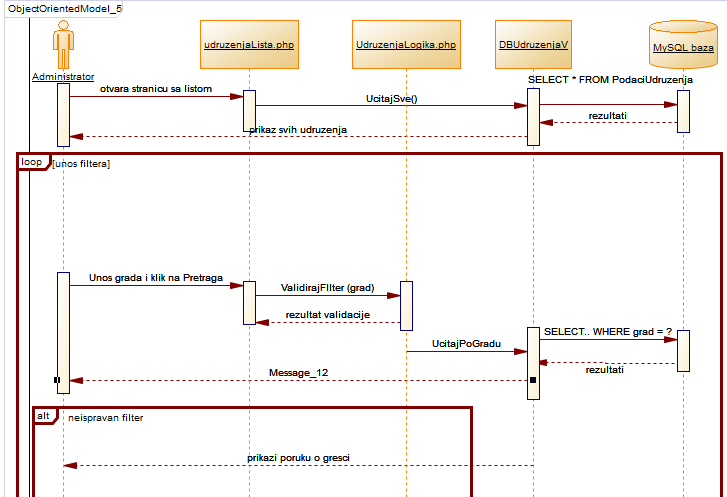 ObjectOrientedModel_5
udruzenjaLista.php
UdruzenjaLogika.php
DBUdruzenjaV
MySQL baza
Administrator
otvara stranicu sa listom
UcitajSve()
SELECT * FROM PodaciUdruzenja
rezultati
prikaz svih udruzenja
loop
[unos filtera]
Unos grada i klik na Pretraga
ValidirajFIlter (grad)
rezultat validacije
UcitajPoGradu
SELECT.. WHERE grad = ?
rezultati
Message_12
alt
neispravan filter
prikazi poruku o gresci